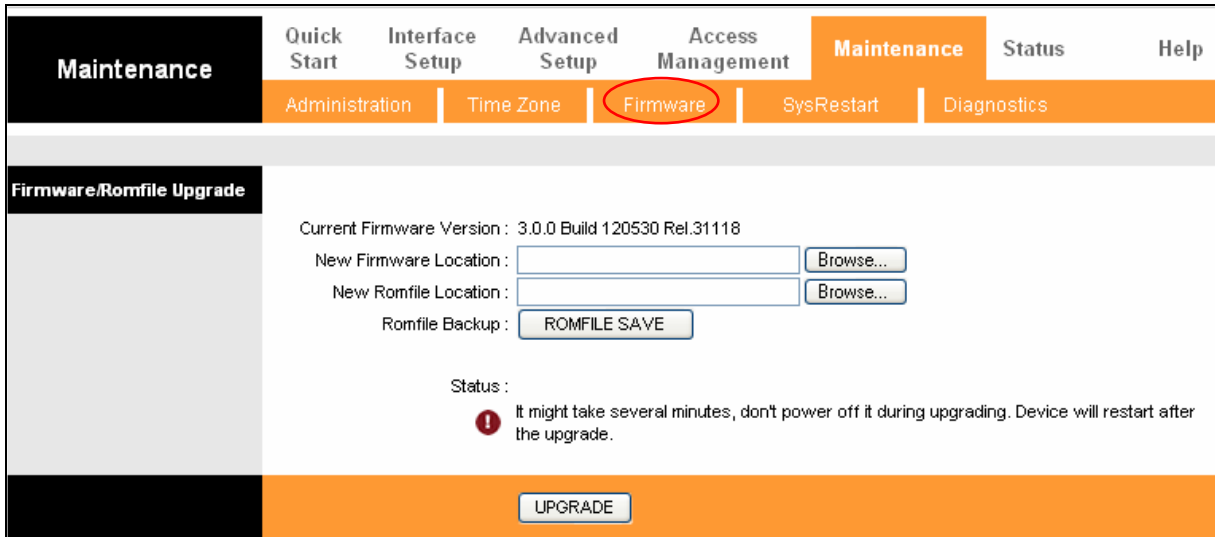 Maintenance
Quick Start
Interface Setup
Advanced Setup
Access Management
Maintenance
Status
Help
Administration
Time Zone
Firmware
SysRestart
Diagnostics
Firmware/Romfile Upgrade
Current Firmware Version : 3.0.0 Build 120530 Rel.31118
New Firmware Location : Browse...
New Romfile Location : Browse...
Romfile Backup : ROMFILE SAVE
Status :
It might take several minutes, don't power off it during upgrading. Device will restart after
the upgrade.
UPGRADE